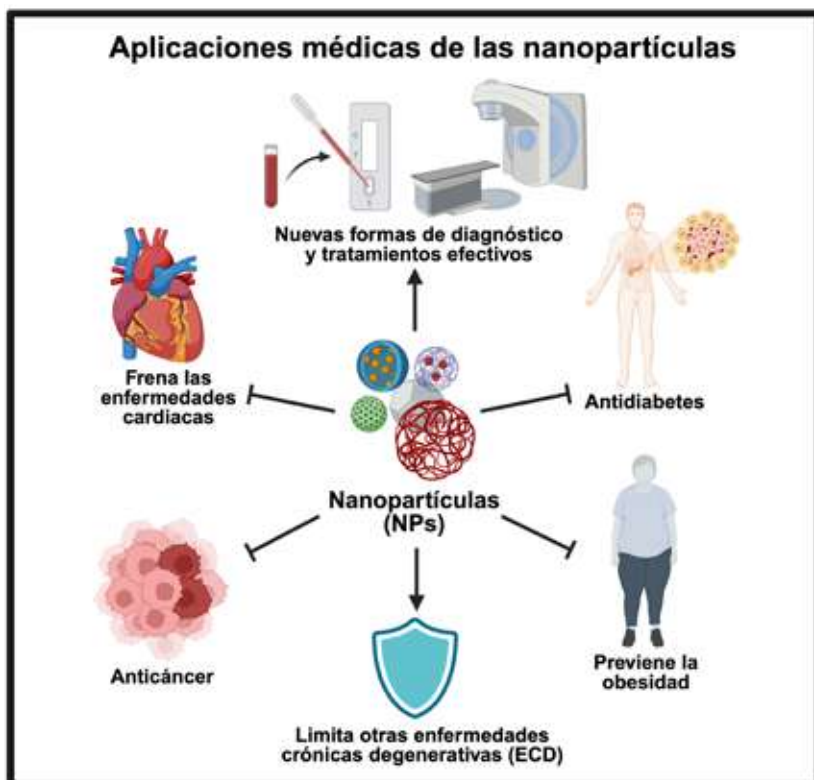 Aplicaciones médicas de las nanopartículas
Nuevas formas de diagnóstico
y tratamientos efectivos
Frena las
enfermedades
cardiacas
Antidiabetes
Nanopartículas
(NPs)
Anticáncer
Previene la
obesidad
Limita otras enfermedades
crónicas degenerativas (ECD)